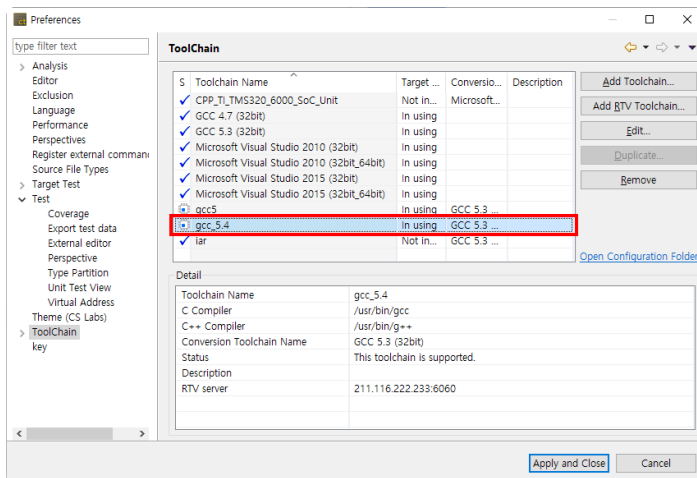 ct Preferences
type filter text
Analysis
Editor
Exclusion
Language
Performance
Perspectives
Register external comman
Source File Types
Target Test
Test
Coverage
Export test data
External editor
Perspective
Type Partition
Unit Test View
Virtual Address
Theme (CS Labs)
ToolChain
key
ToolChain
S Toolchain Name Target ... Conversio... Description
CPP_TI_TMS320_6000_SoC_Unit Not in... Microsoft...
GCC 4.7 (32bit) In using
GCC 5.3 (32bit) In using
Microsoft Visual Studio 2010 (32bit) In using
Microsoft Visual Studio 2010 (32bit_64bit) In using
Microsoft Visual Studio 2015 (32bit) In using
Microsoft Visual Studio 2015 (32bit_64bit) In using
gcc5 In using GCC 5.3 ...
gcc_5.4 In using GCC 5.3 ...
iar Not in... GCC 5.3 ...
Add Toolchain...
Add RTV Toolchain...
Edit...
Duplicate...
Remove
Open Configuration Folder
Detail
Toolchain Name gcc_5.4
C Compiler /usr/bin/gcc
C++ Compiler /usr/bin/g++
Conversion Toolchain Name GCC 5.3 (32bit)
Status This toolchain is supported.
Description
RTV server 211.116.222.233:6060
Apply and Close Cancel